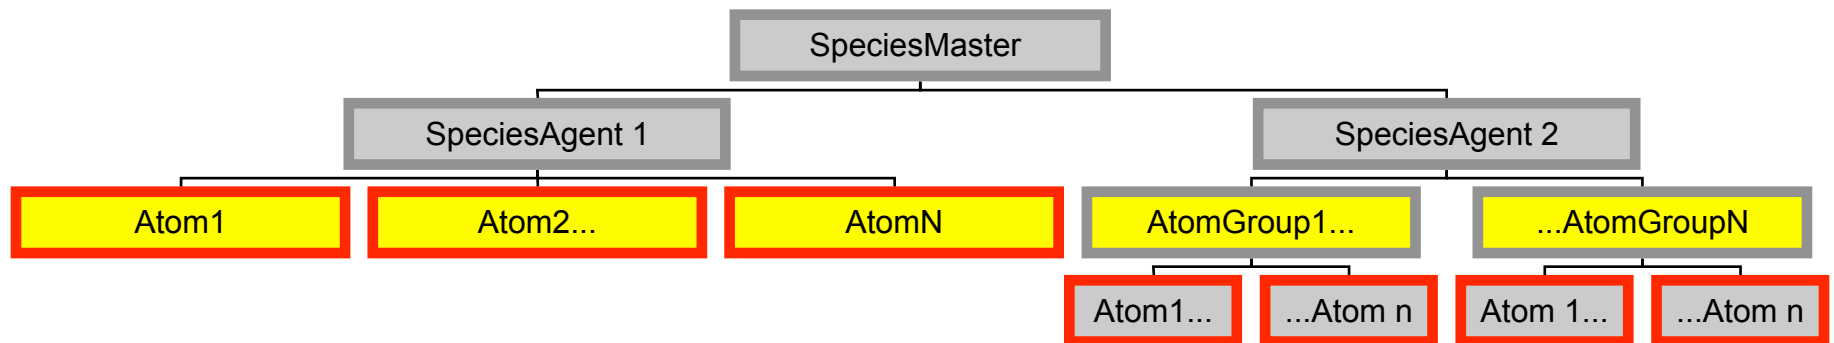 SpeciesMaster
SpeciesAgent 1
SpeciesAgent 2
Atom1
Atom2...
AtomN
AtomGroup1...
...AtomGroupN
Atom1...
...Atom n
Atom 1...
...Atom n